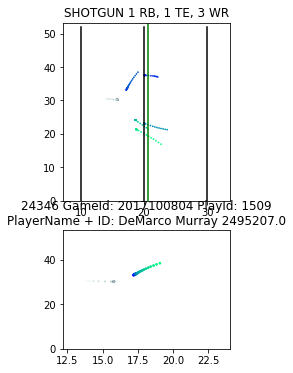 SHOTGUN 1 RB, 1 TE, 3 WR
50
40
30
20
10
0
10 20 30
24346 GameId: 2017100804 PlayId: 1509
PlayerName + ID: DeMarco Murray 2495207.0
40
20
0
12.5 15.0 17.5 20.0 22.5